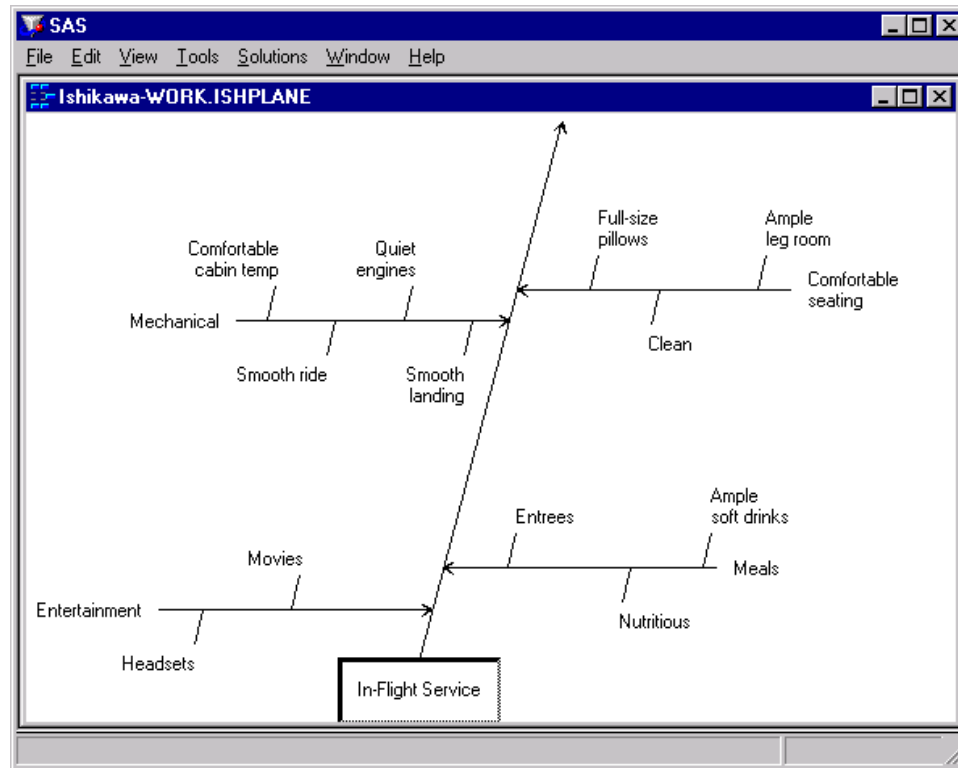 SAS
File Edit View Tools Solutions Window Help
Ishikawa-WORK.ISHPLANE
Comfortable
cabin temp
Quiet
engines
Mechanical
Smooth ride
Smooth
landing
Full-size
pillows
Ample
leg room
Comfortable
seating
Clean
Movies
Entertainment
Headsets
Entrees
Ample
soft drinks
Meals
Nutritious
In-Flight Service